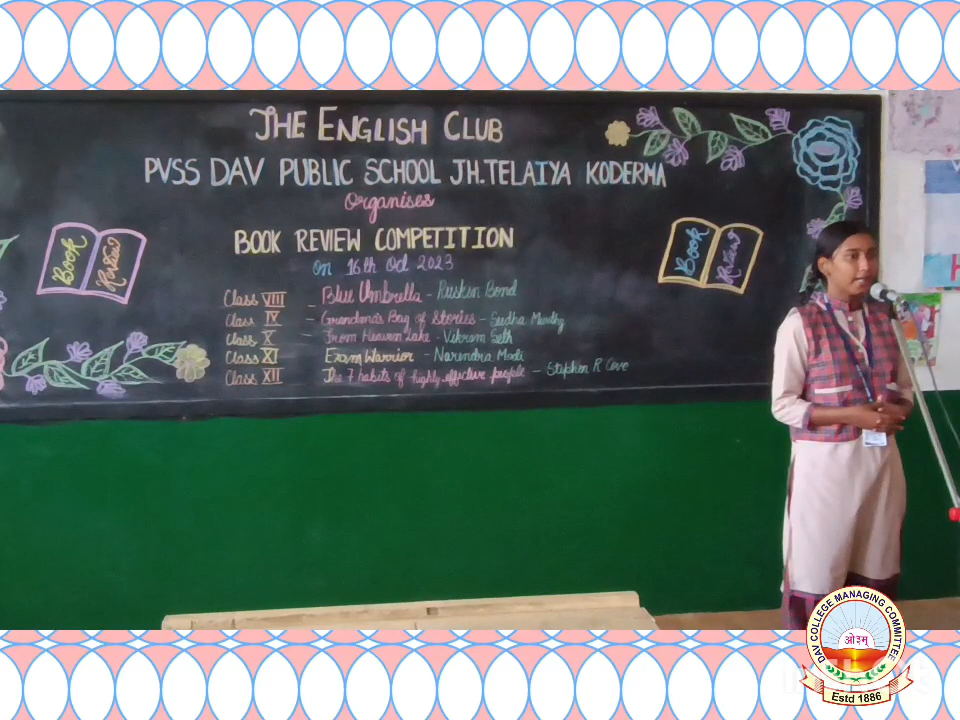 THE ENGLISH CLUB
PVSS DAV PUBLIC SCHOOL JH.TELAIYA KODERMA
Organises
BOOK REVIEW COMPETITION
on 16th Oct 2023
Book Review
Book Review
Class VIII - Blue Umbrella - Ruskin Bond
Class IX - Grandma's Bag of Stories - Sudha Murthy
Class X - From Heaven Lake - Vikram Seth
Class XI Exam Warrior - Narendra Modi
Class XII The 7 habits of highly effective people - Stephen R Cove
DAV COLLEGE MANAGING COMMITTEE
ओ३म्
Estd 1886